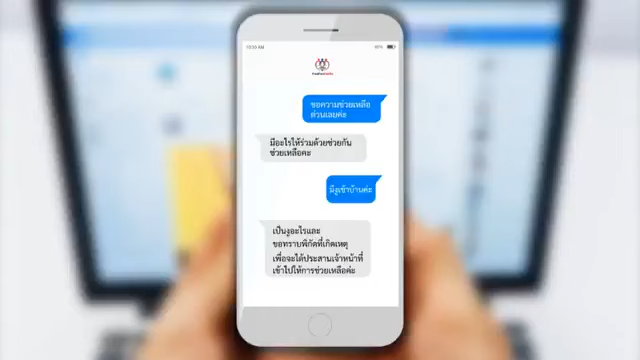 ขอความช่วยเหลือ
ด่วนเลยค่ะ
มีอะไรให้ร่วมด้วยช่วยกัน
ช่วยเหลือคะ
มีงูเข้าบ้านค่ะ
เป็นงูอะไรและ
ขอทราบพิกัดที่เกิดเหตุ
เพื่อจะได้ประสานเจ้าหน้าที่
เข้าไปให้การช่วยเหลือค่ะ